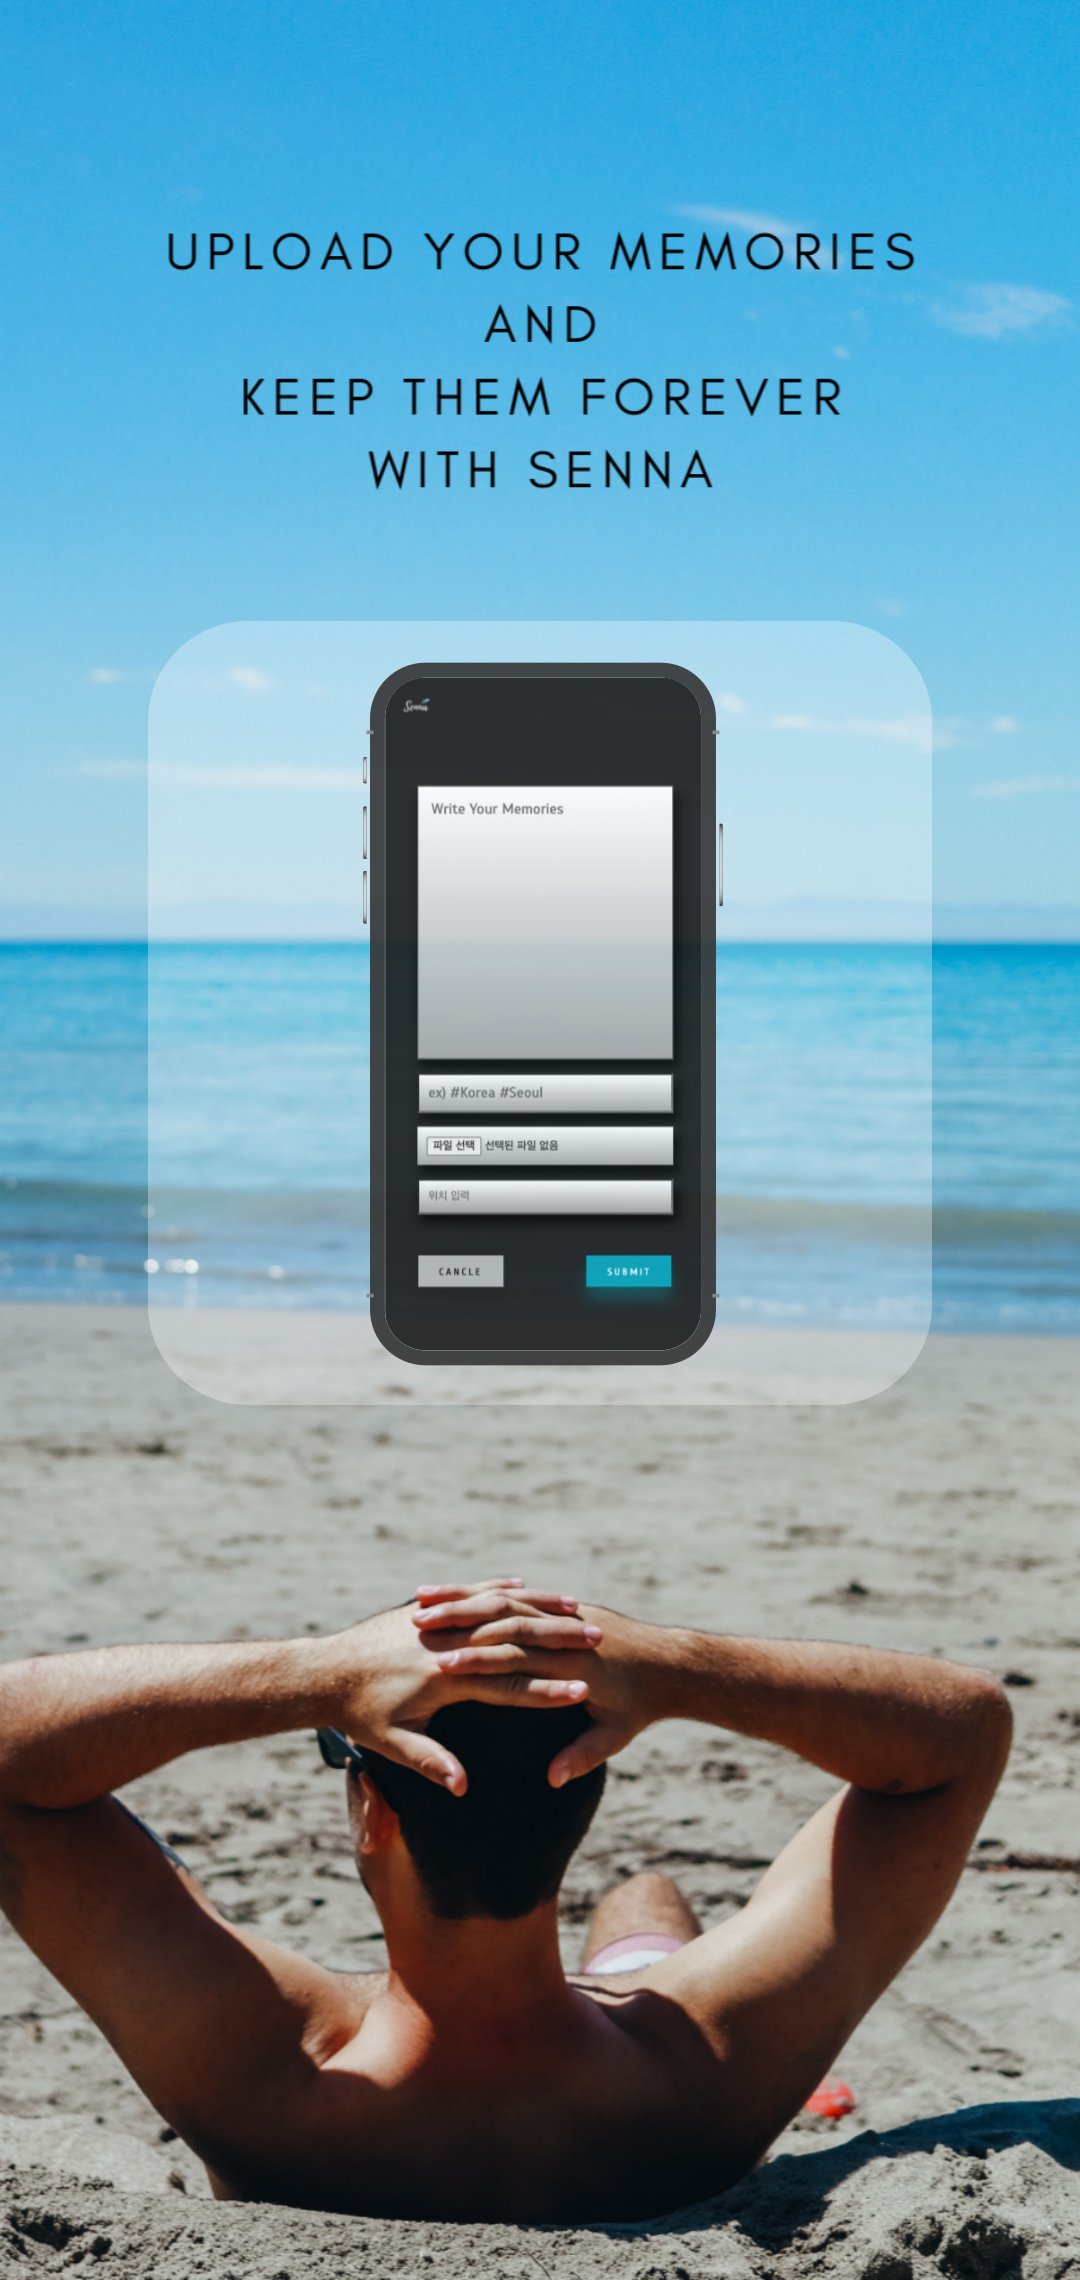 UPLOAD YOUR MEMORIES
AND
KEEP THEM FOREVER
WITH SENNA
Senna
Write Your Memories
ex) #Korea #Seoul
파일 선택 선택된 파일 없음
위치 입력
CANCLE SUBMIT